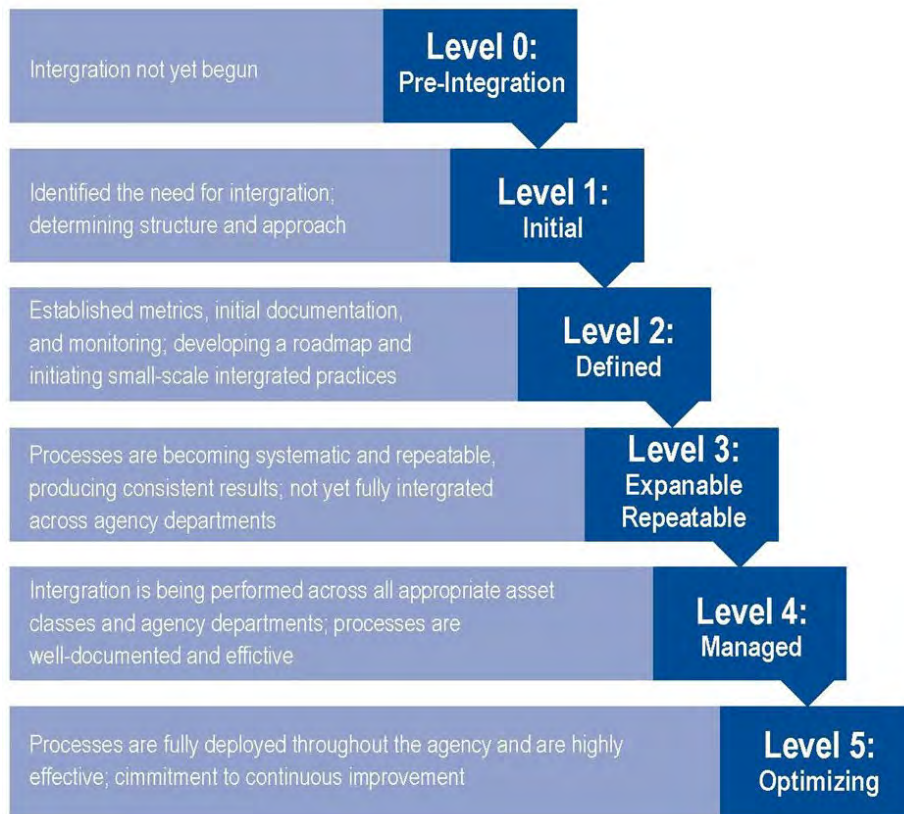 Intergration not yet begun
Level 0:
Pre-Integration
Identified the need for intergration;
determining structure and approach
Level 1:
Initial
Established metrics, initial documentation,
and monitoring; developing a roadmap and
initiating small-scale intergrated practices
Level 2:
Defined
Processes are becoming systematic and repeatable,
producing consistent results; not yet fully intergrated
across agency departments
Level 3:
Expanable
Repeatable
Intergration is being performed across all appropriate asset
classes and agency departments; processes are
well-documented and effictive
Level 4:
Managed
Processes are fully deployed throughout the agency and are highly
effective; cimmitment to continuous improvement
Level 5:
Optimizing